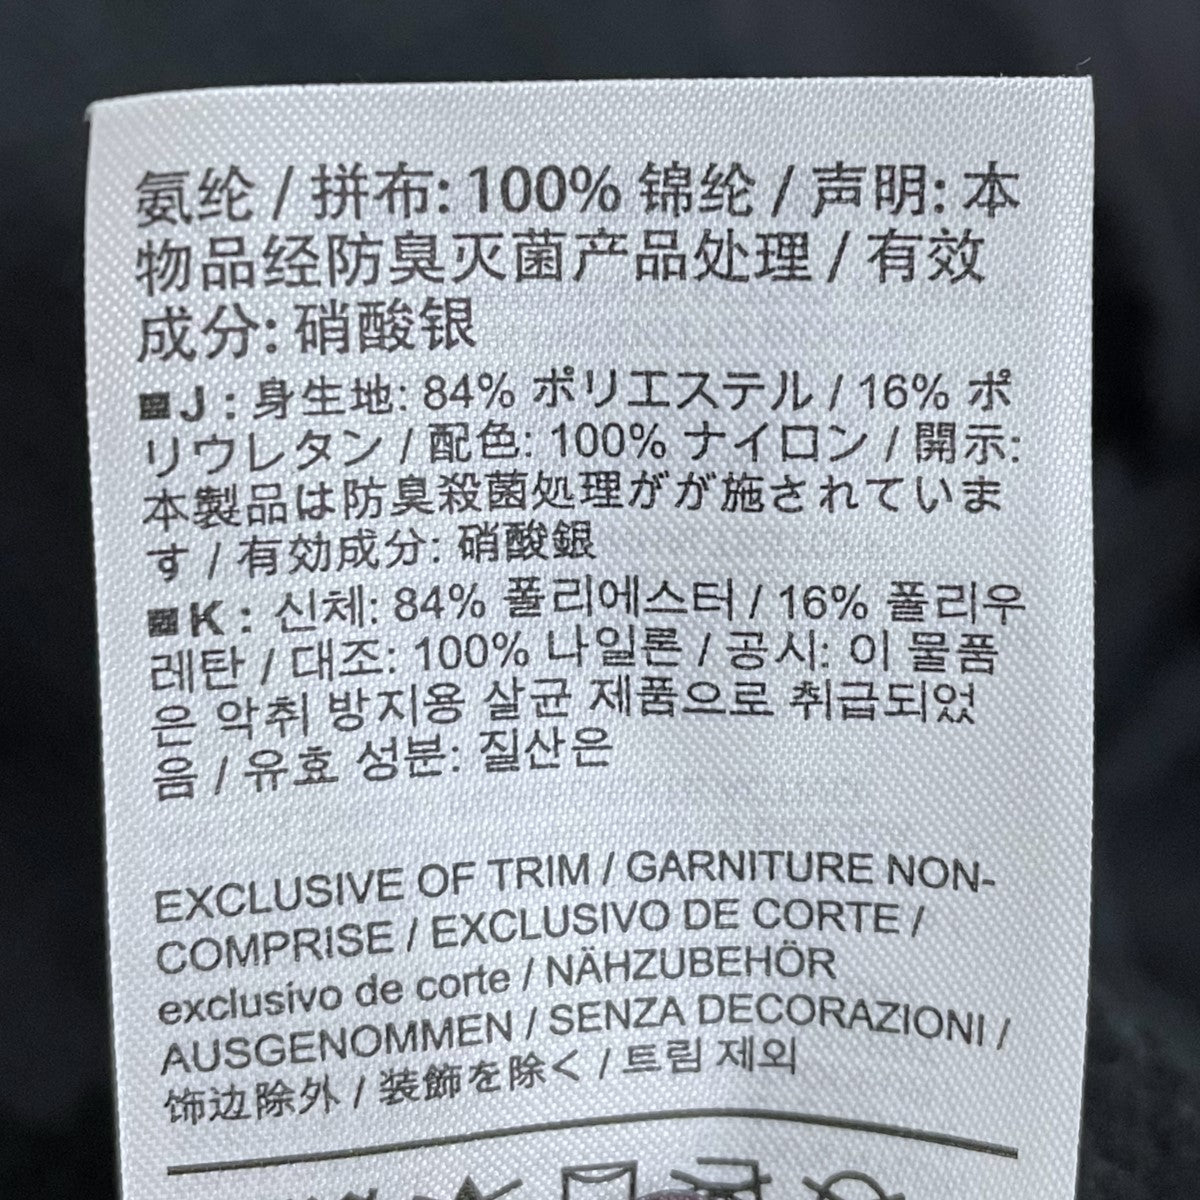 氨纶 / 拼布: 100% 锦纶 / 声明: 本
物品经防臭灭菌产品处理 / 有效
成分: 硝酸银
■J : 身生地: 84% ポリエステル / 16% ポ
リウレタン / 配色: 100% ナイロン / 開示:
本製品は防臭殺菌処理がが施されていま
す / 有効成分: 硝酸銀
■K : 신체: 84% 폴리에스터 / 16% 폴리우
레탄 / 대조: 100% 나일론 / 공시: 이 물품
은 악취 방지용 살균 제품으로 취급되었
음 / 유효 성분: 질산은
EXCLUSIVE OF TRIM / GARNITURE NON-
COMPRISE / EXCLUSIVO DE CORTE /
exclusivo de corte / NÄHZUBEHÖR
AUSGENOMMEN / SENZA DECORAZIONI /
饰边除外 / 装飾を除く / 트림 제외